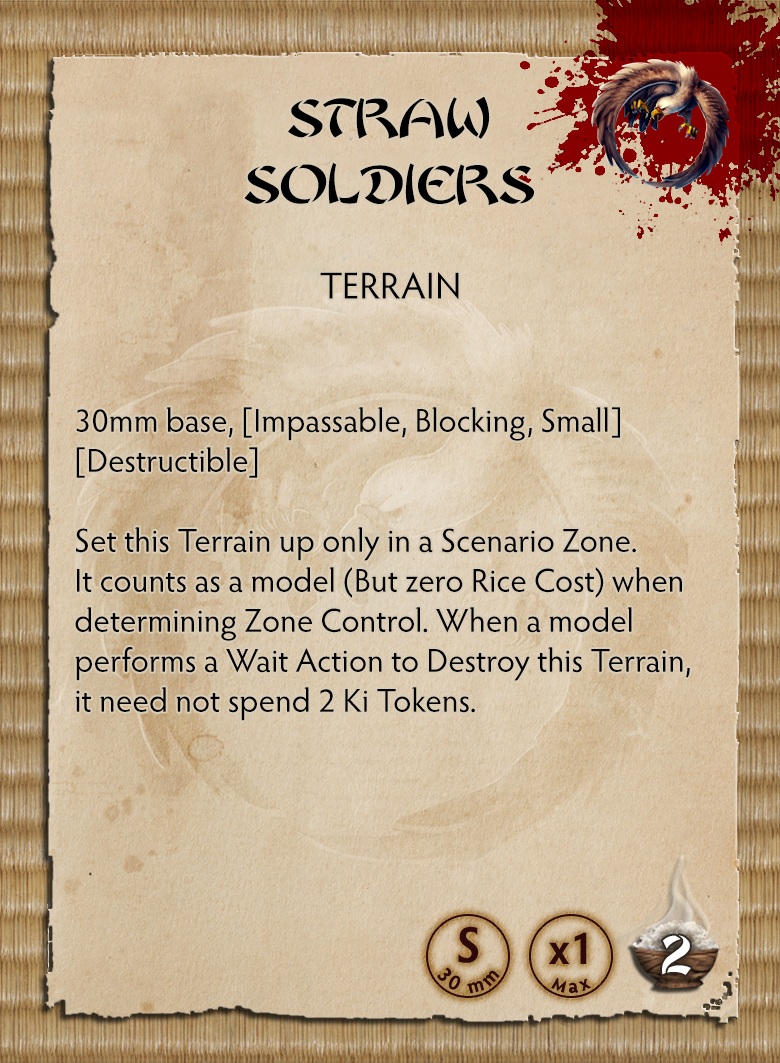 STRAW
SOLDIERS
TERRAIN
30mm base, [Impassable, Blocking, Small]
[Destructible]
Set this Terrain up only in a Scenario Zone.
It counts as a model (But zero Rice Cost) when
determining Zone Control. When a model
performs a Wait Action to Destroy this Terrain,
it need not spend 2 Ki Tokens.
S
30 mm
x1
Max
2